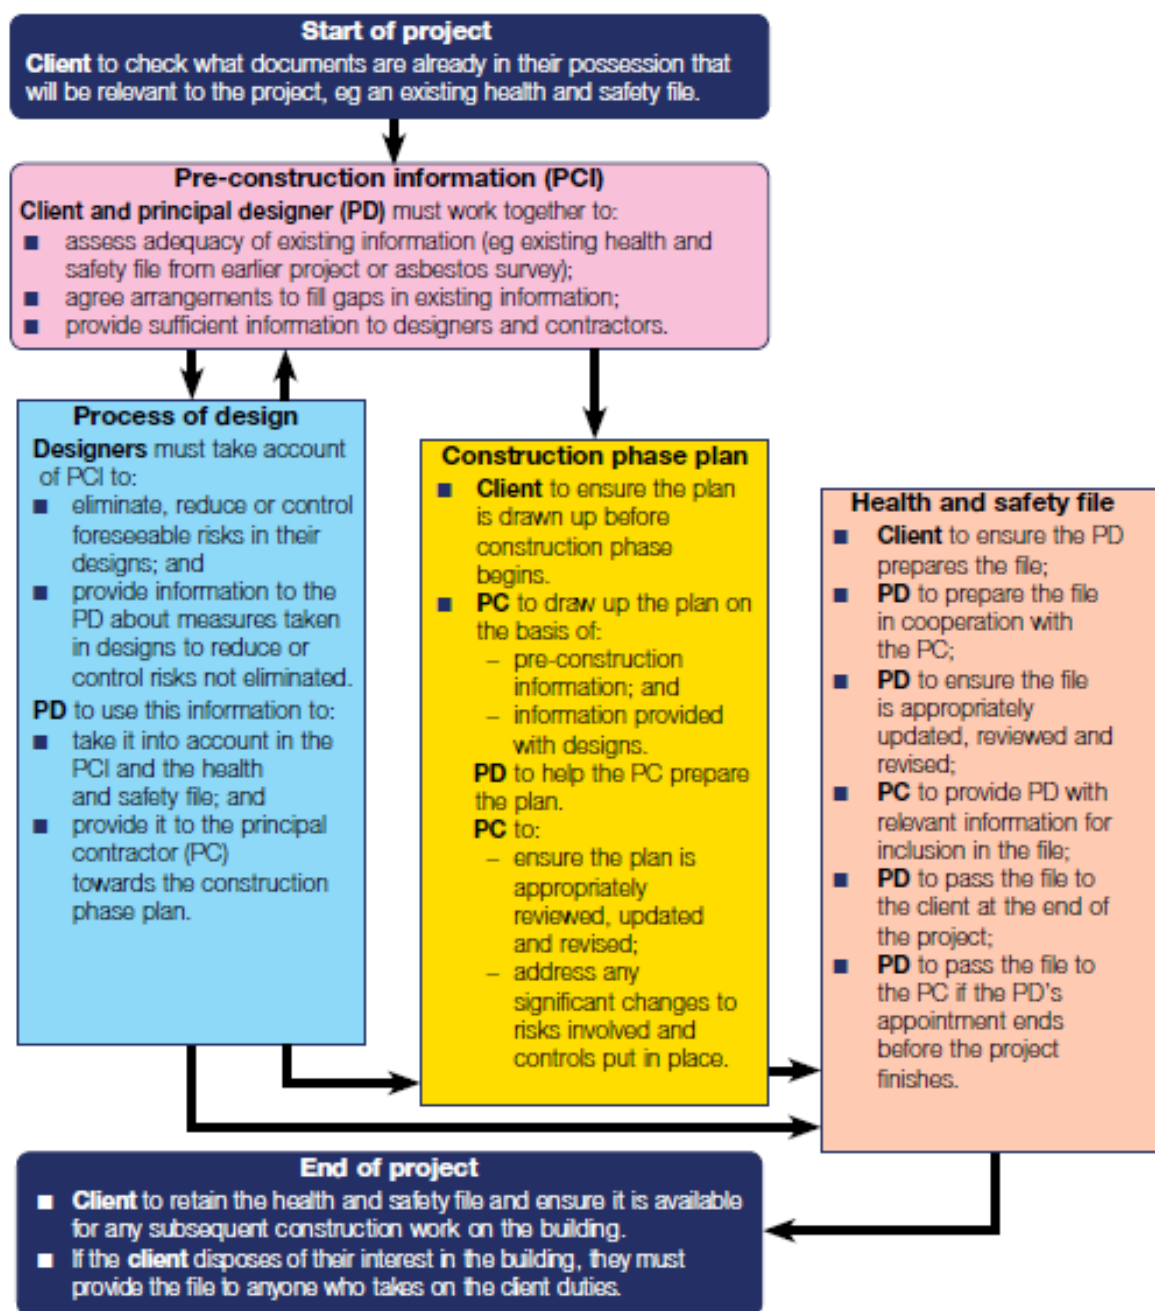 Start of project
Client to check what documents are already in their possession that
will be relevant to the project, eg an existing health and safety file.
Pre-construction information (PCI)
Client and principal designer (PD) must work together to:
■ assess adequacy of existing information (eg existing health and
safety file from earlier project or asbestos survey);
■ agree arrangements to fill gaps in existing information;
■ provide sufficient information to designers and contractors.
Process of design
Designers must take account
of PCI to:
■ eliminate, reduce or control
foreseeable risks in their
designs; and
■ provide information to the
PD about measures taken
in designs to reduce or
control risks not eliminated.
PD to use this information to:
■ take it into account in the
PCI and the health
and safety file; and
■ provide it to the principal
contractor (PC)
towards the construction
phase plan.
Construction phase plan
■ Client to ensure the plan
is drawn up before
construction phase
begins.
■ PC to draw up the plan on
the basis of:
– pre-construction
information; and
– information provided
with designs.
PD to help the PC prepare
the plan.
PC to:
– ensure the plan is
appropriately
reviewed, updated
and revised;
– address any
significant changes to
risks involved and
controls put in place.
Health and safety file
■ Client to ensure the PD
prepares the file;
■ PD to prepare the file
in cooperation with
the PC;
■ PD to ensure the file
is appropriately
updated, reviewed and
revised;
■ PC to provide PD with
relevant information for
inclusion in the file;
■ PD to pass the file to
the client at the end of
the project;
■ PD to pass the file to
the PC if the PD's
appointment ends
before the project
finishes.
End of project
■ Client to retain the health and safety file and ensure it is available
for any subsequent construction work on the building.
■ If the client disposes of their interest in the building, they must
provide the file to anyone who takes on the client duties.